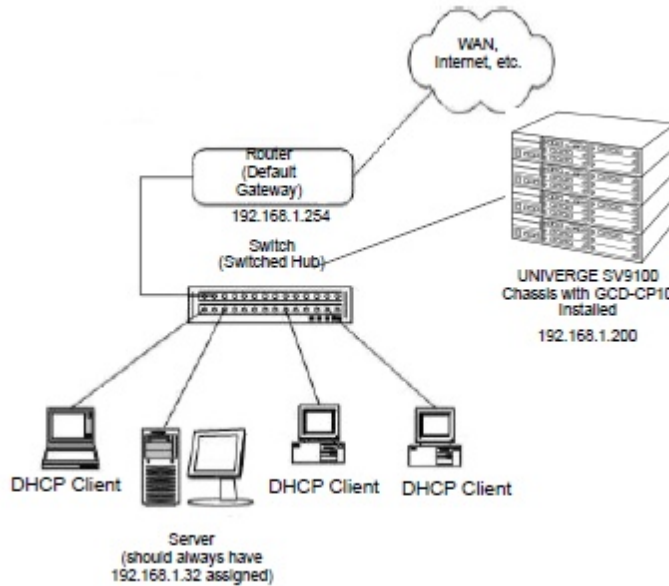 WAN,
Internet, etc.
Router
(Default
Gateway)
192.168.1.254
Switch
(Switched Hub)
UNIVERGE SV9100
Chassis with GCD-CP10
Installed
192.168.1.200
DHCP Client
DHCP Client
DHCP Client
Server
(should always have
192.168.1.32 assigned)